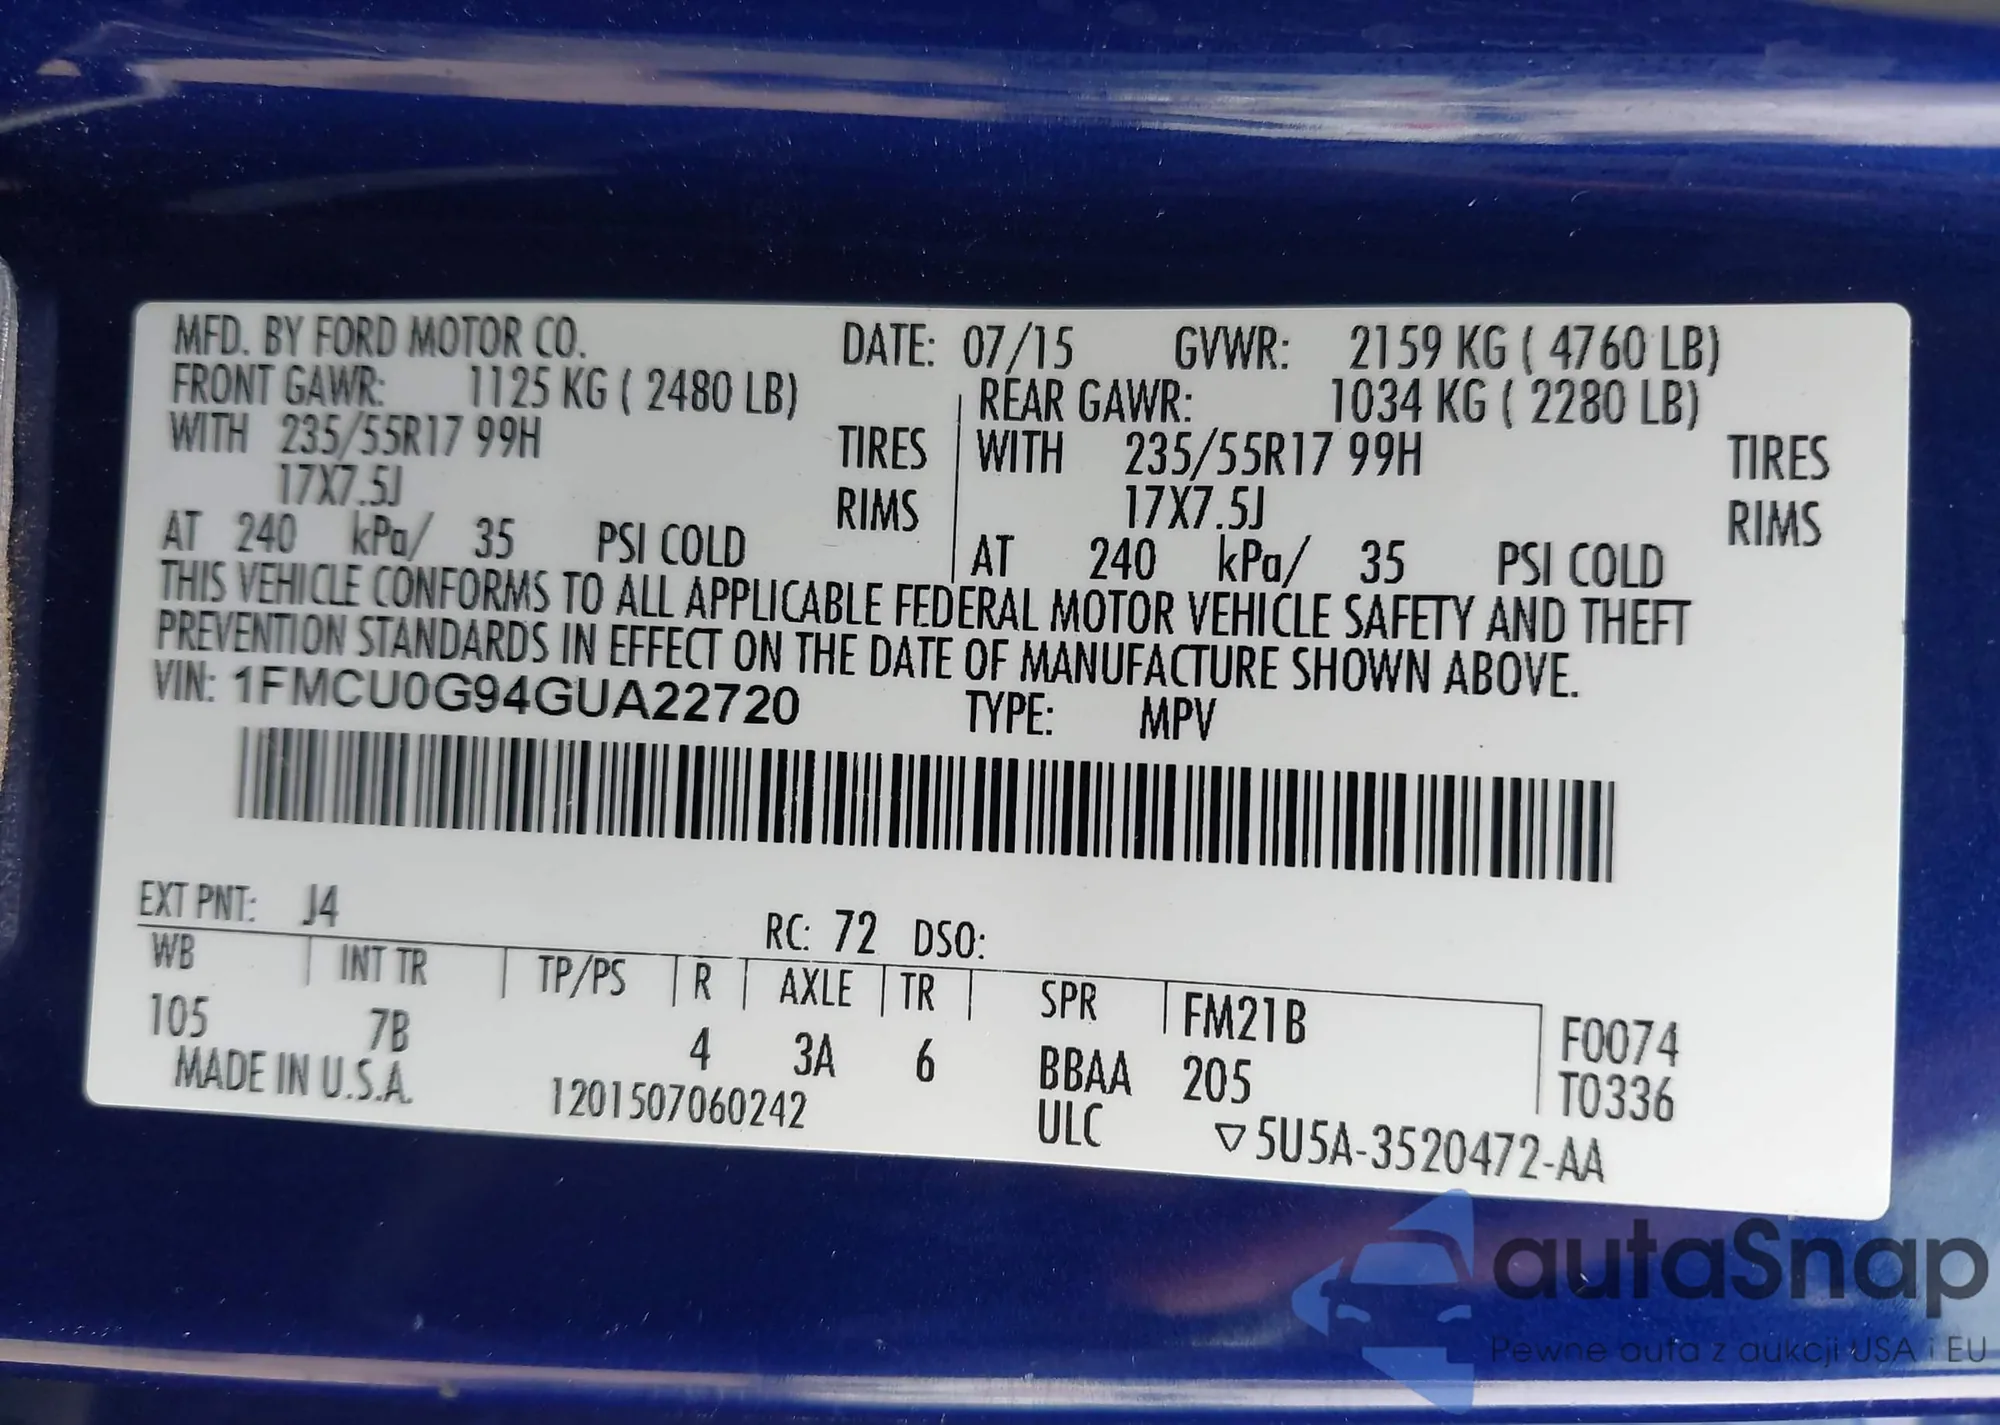 MFD. BY FORD MOTOR CO. DATE: 07/15 GVWR: 2159 KG ( 4760 LB)
FRONT GAWR: 1125 KG ( 2480 LB) REAR GAWR: 1034 KG ( 2280 LB)
WITH 235/55R17 99H TIRES WITH 235/55R17 99H TIRES
17X7.5J RIMS 17X7.5J RIMS
AT 240 kPa/ 35 PSI COLD AT 240 kPa/ 35 PSI COLD
THIS VEHICLE CONFORMS TO ALL APPLICABLE FEDERAL MOTOR VEHICLE SAFETY AND THEFT
PREVENTION STANDARDS IN EFFECT ON THE DATE OF MANUFACTURE SHOWN ABOVE.
VIN: 1FMCU0G94GUA22720 TYPE: MPV
EXT PNT: J4 RC: 72 DSO:
WB INT TR TP/PS R AXLE TR SPR FM21B F0074
105 7B 4 3A 6 BBAA 205 T0336
MADE IN U.S.A. 1201507060242 ULC ▽5U5A-3520472-AA
autaSnap
Pewne auta z aukcji USA i EU